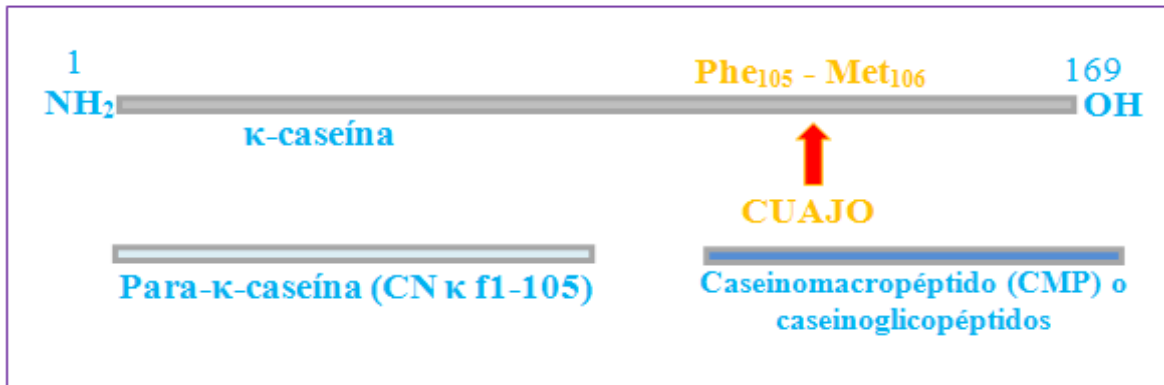 1
Phe₁₀₅ - Met₁₀₆
169
NH₂
OH
κ-caseína
CUAJO
Para-κ-caseína (CN κ f1-105)
Caseinomacropéptido (CMP) o
caseinoglicopéptidos